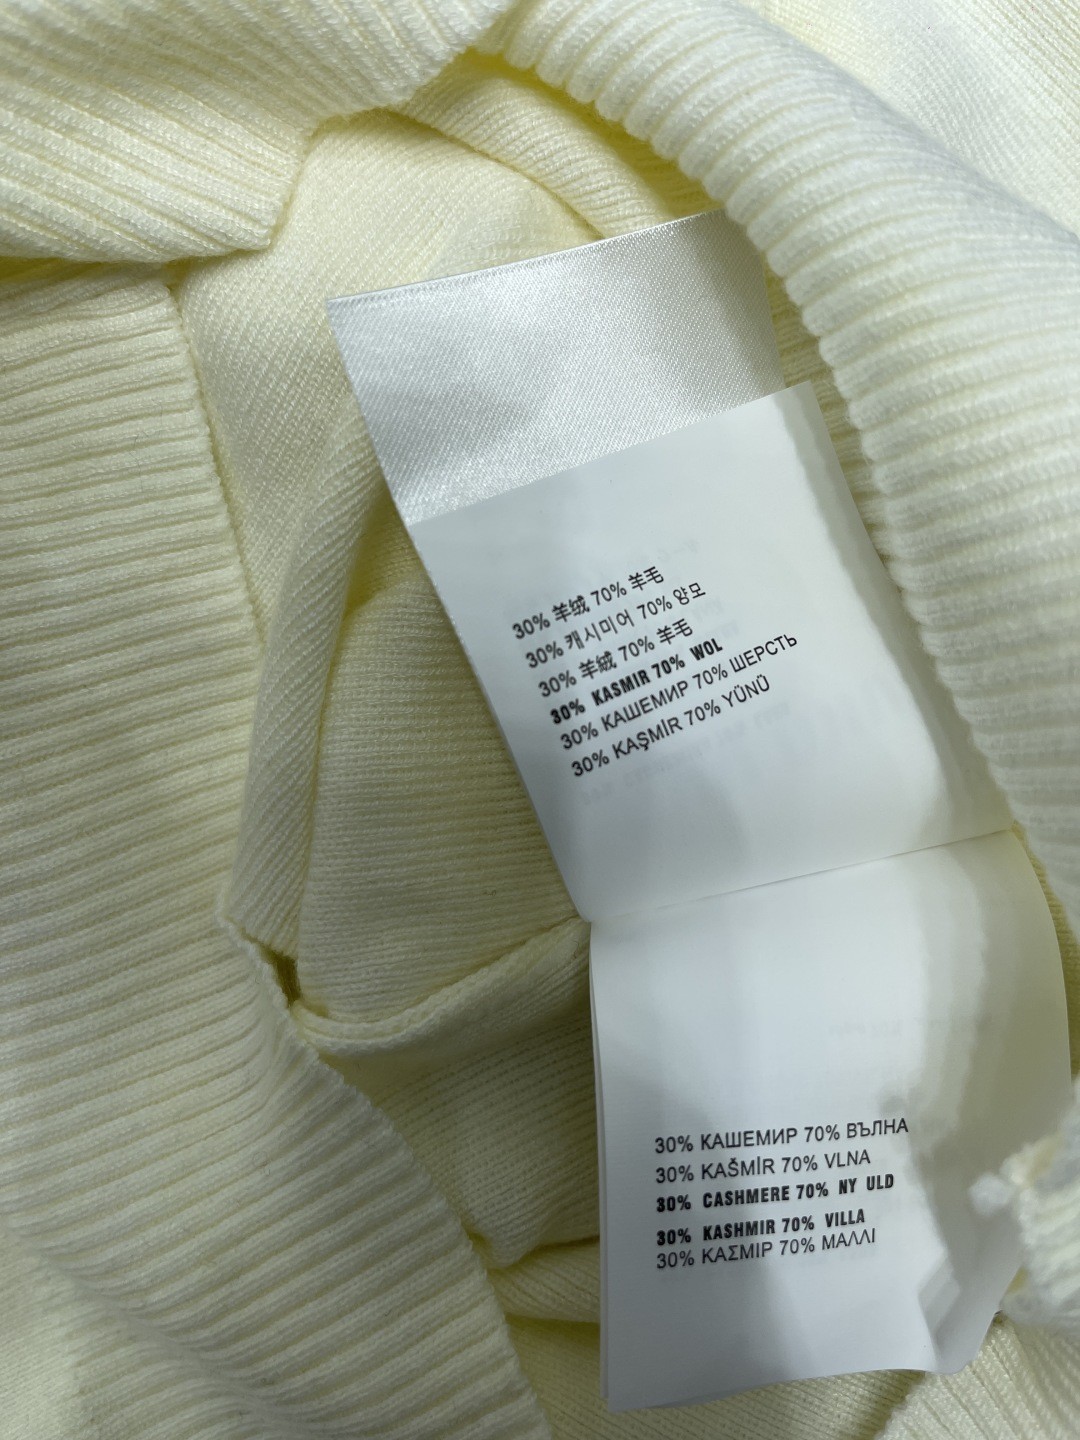 30% 羊绒 70% 羊毛
30% 캐시미어 70% 양모
30% 羊絨 70% 羊毛
30% KASMIR 70% WOL
30% КАШЕМИР 70% ШЕРСТЬ
30% KAŞMİR 70% YÜNÜ
30% КАШЕМИР 70% ВЪЛНА
30% KAŠMİR 70% VLNA
30% CASHMERE 70% NY ULD
30% KASHMIR 70% VILLA
30% ΚΑΣΜΙΡ 70% ΜΑΛΛΙ